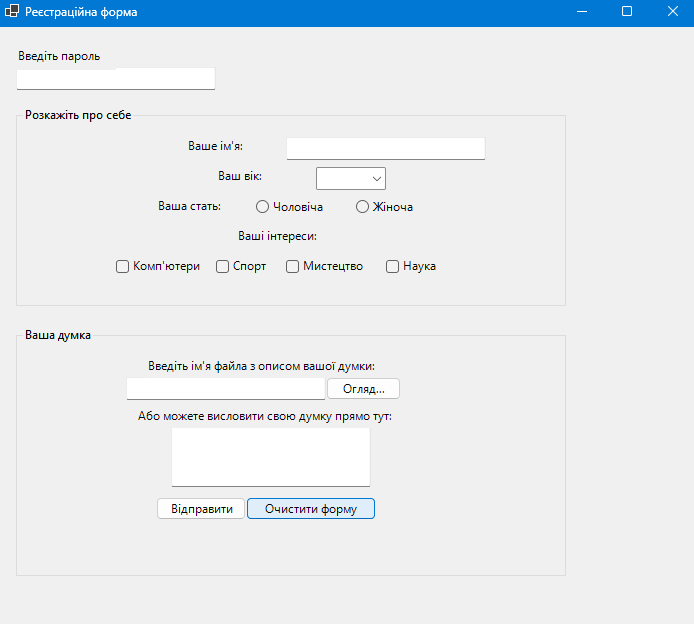 Реєстраційна форма
Введіть пароль
Розкажіть про себе
Ваше ім'я:
Ваш вік:
Ваша стать: Чоловіча Жіноча
Ваші інтереси:
Комп'ютери Спорт Мистецтво Наука
Ваша думка
Введіть ім'я файла з описом вашої думки:
Огляд...
Або можете висловити свою думку прямо тут:
Відправити Очистити форму